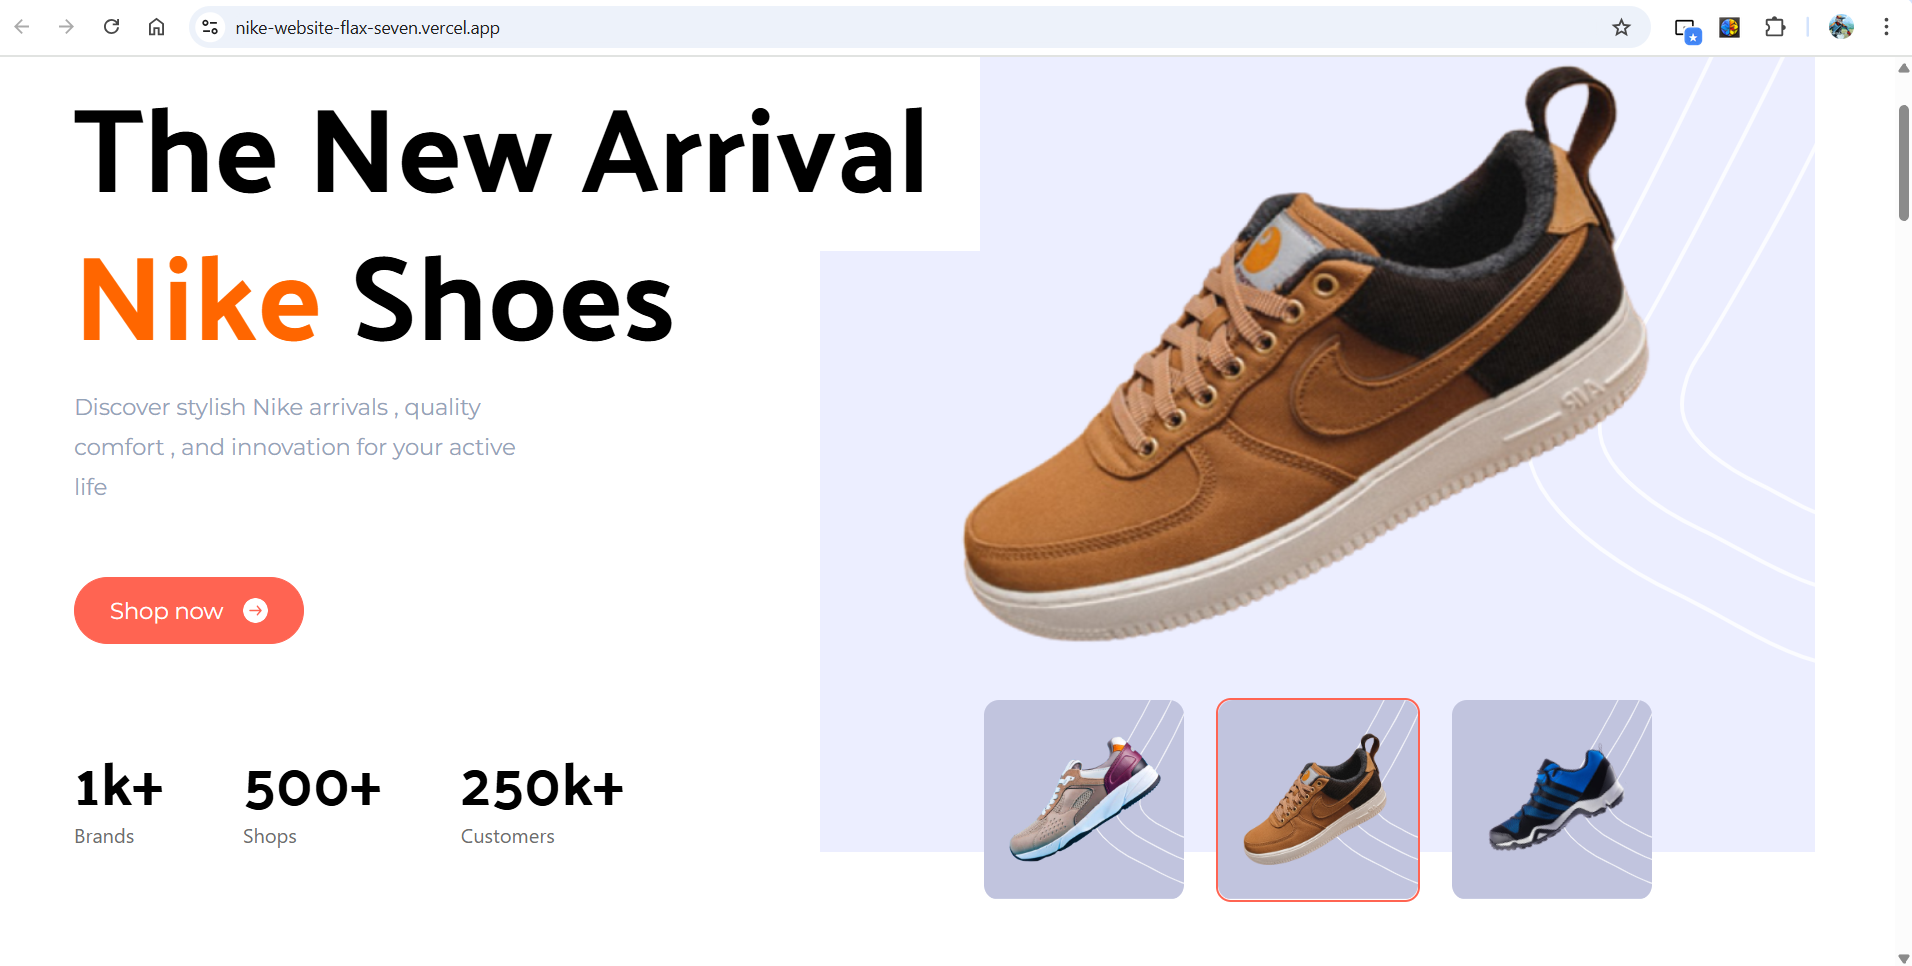 nike-website-flax-seven.vercel.app
The New Arrival
Nike Shoes
Discover stylish Nike arrivals , quality
comfort , and innovation for your active
life
Shop now
1k+ 500+ 250k+
Brands Shops Customers
AIR